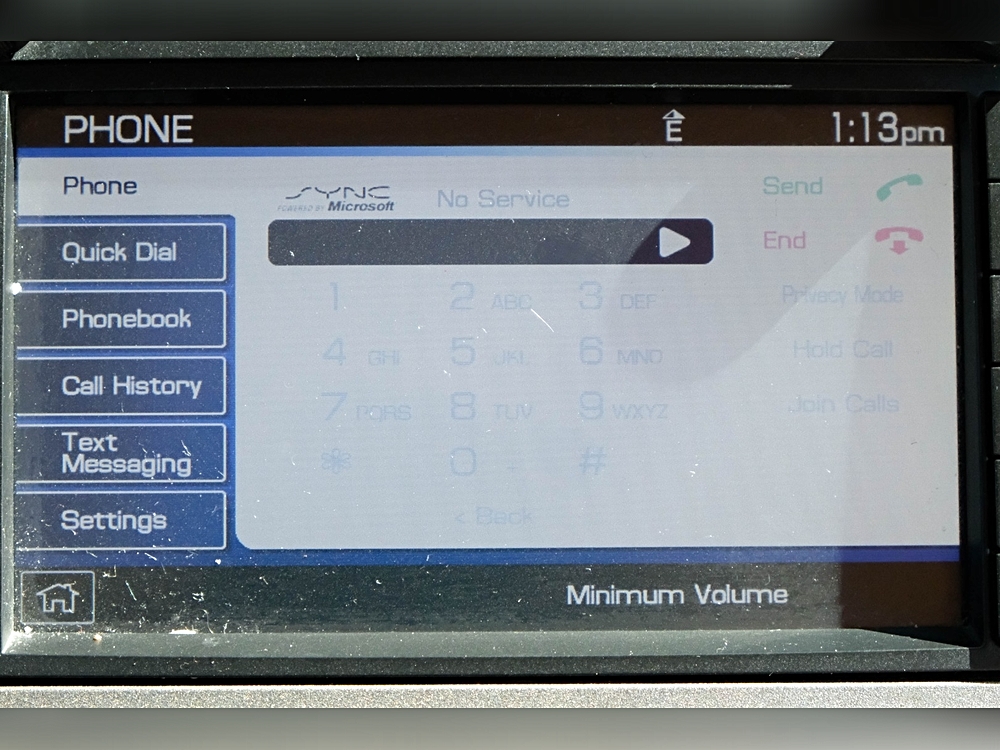 PHONE E 1:13pm
Phone
SYNC
POWERED BY Microsoft
No Service
Send
End
Quick Dial
Phonebook
Call History
Text
Messaging
Settings
1 2 ABC 3 DEF
4 GHI 5 JKL 6 MNO
7 PQRS 8 TUV 9 WXYZ
* 0 + #
< Back
Privacy Mode
Hold Call
Join Calls
Minimum Volume